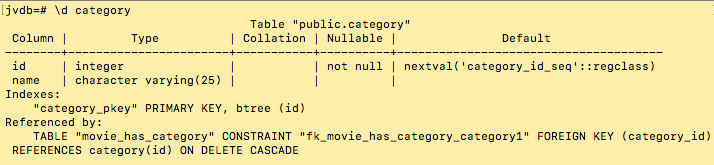 [jvdb=# \d category
Table "public.category"
Column | Type | Collation | Nullable | Default
--------+-----------------------+-----------+----------+--------------------------------------
id | integer | | not null | nextval('category_id_seq'::regclass)
name | character varying(25) | | |
Indexes:
"category_pkey" PRIMARY KEY, btree (id)
Referenced by:
TABLE "movie_has_category" CONSTRAINT "fk_movie_has_category_category1" FOREIGN KEY (category_id)
REFERENCES category(id) ON DELETE CASCADE